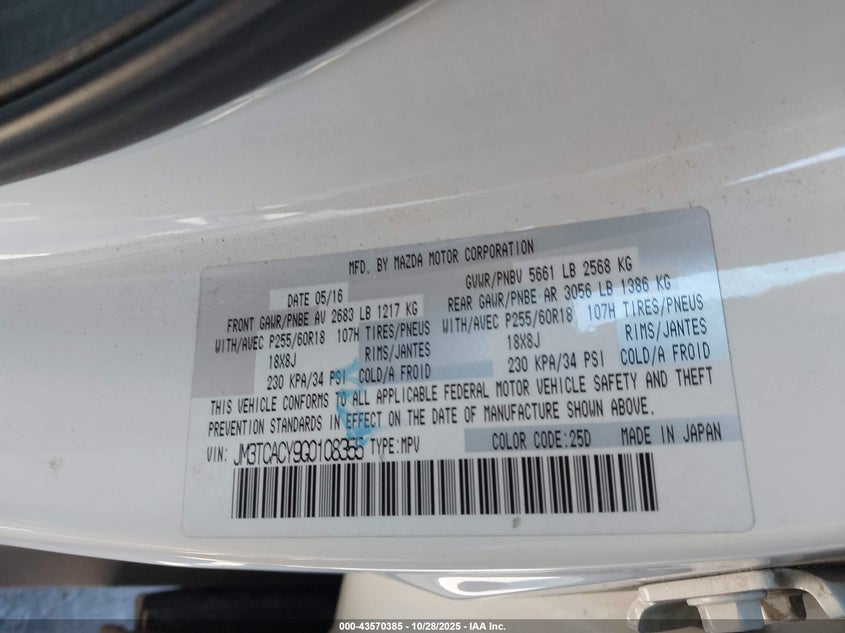 MFD. BY MAZDA MOTOR CORPORATION
DATE 05/16 GVWR/PNBV 5661 LB 2568 KG
FRONT GAWR/PNBE AV 2683 LB 1217 KG REAR GAWR/PNBE AR 3056 LB 1386 KG
WITH/AVEC P255/60R18 107H TIRES/PNEUS WITH/AVEC P255/60R18 107H TIRES/PNEUS
18X8J RIMS/JANTES 18X8J RIMS/JANTES
230 KPA/34 PSI COLD/A FROID 230 KPA/34 PSI COLD/A FROID
THIS VEHICLE CONFORMS TO ALL APPLICABLE FEDERAL MOTOR VEHICLE SAFETY AND THEFT
PREVENTION STANDARDS IN EFFECT ON THE DATE OF MANUFACTURE SHOWN ABOVE.
VIN: JM3TCACY9G0108355 TYPE:MPV COLOR CODE:25D MADE IN JAPAN
000-43570385 | 10/28/2025 | IAA Inc.